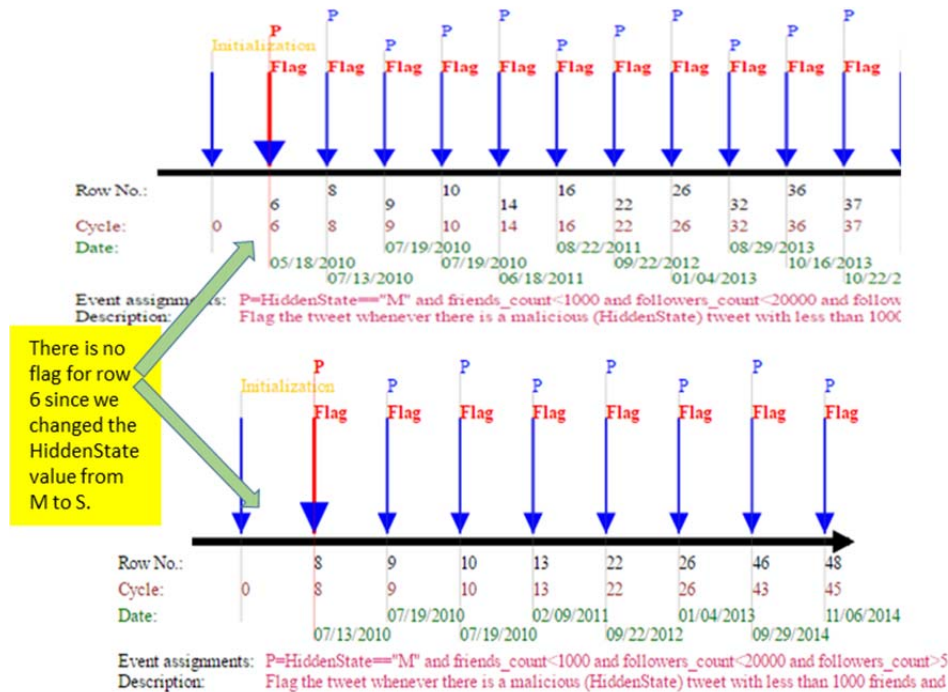 P P P P P P P P P P P
Initialization
Flag Flag Flag Flag Flag Flag Flag Flag Flag Flag Flag
Row No.: 6 8 9 10 14 16 22 26 32 36 37
Cycle: 0 6 8 9 10 14 16 22 26 32 36 37
Date: 05/18/2010 07/13/2010 07/19/2010 07/19/2010 06/18/2011 08/22/2011 09/22/2012 01/04/2013 08/29/2013 10/16/2013 10/22/2
Event assignments: P=HiddenState=="M" and friends_count<1000 and followers_count<20000 and follow
Description: Flag the tweet whenever there is a malicious (HiddenState) tweet with less than 1000
There is no
flag for row
6 since we
changed the
HiddenState
value from
M to S.
P P P P P P P P
Initialization
Flag Flag Flag Flag Flag Flag Flag Flag
Row No.: 8 9 10 13 22 26 46 48
Cycle: 0 8 9 10 13 22 26 43 45
Date: 07/13/2010 07/19/2010 07/19/2010 02/09/2011 09/22/2012 01/04/2013 09/29/2014 11/06/2014
Event assignments: P=HiddenState=="M" and friends_count<1000 and followers_count<20000 and followers_count>5
Description: Flag the tweet whenever there is a malicious (HiddenState) tweet with less than 1000 friends and